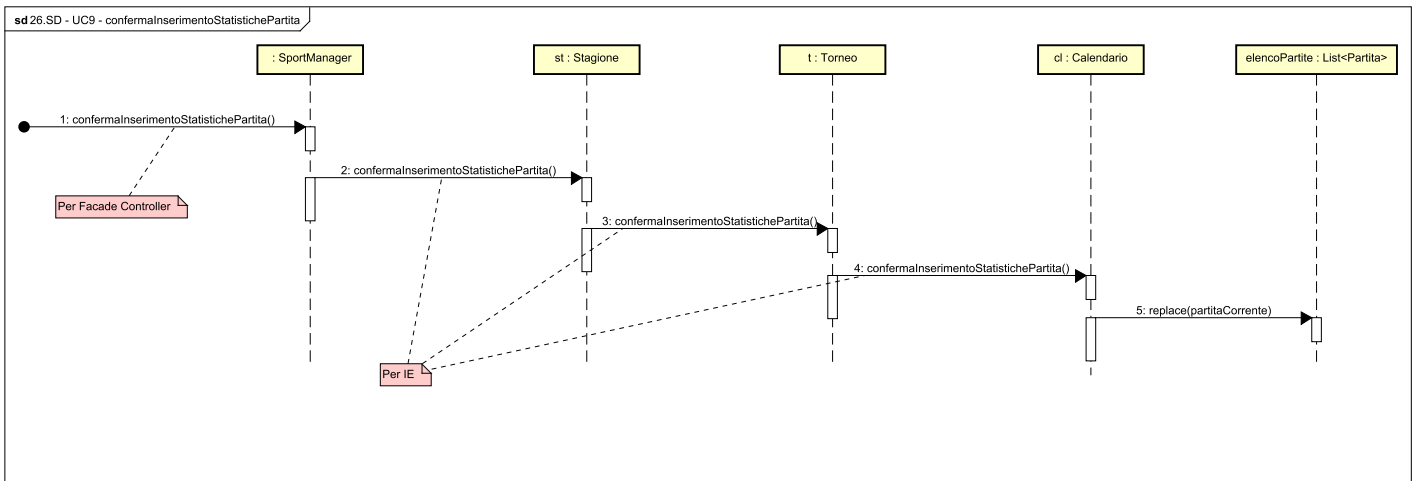 sd 26.SD - UC9 - confermaInserimentoStatistichePartita
: SportManager
st : Stagione
t : Torneo
cl : Calendario
elencoPartite : List<Partita>
1: confermaInserimentoStatistichePartita()
2: confermaInserimentoStatistichePartita()
Per Facade Controller
3: confermaInserimentoStatistichePartita()
4: confermaInserimentoStatistichePartita()
5: replace(partitaCorrente)
Per IE